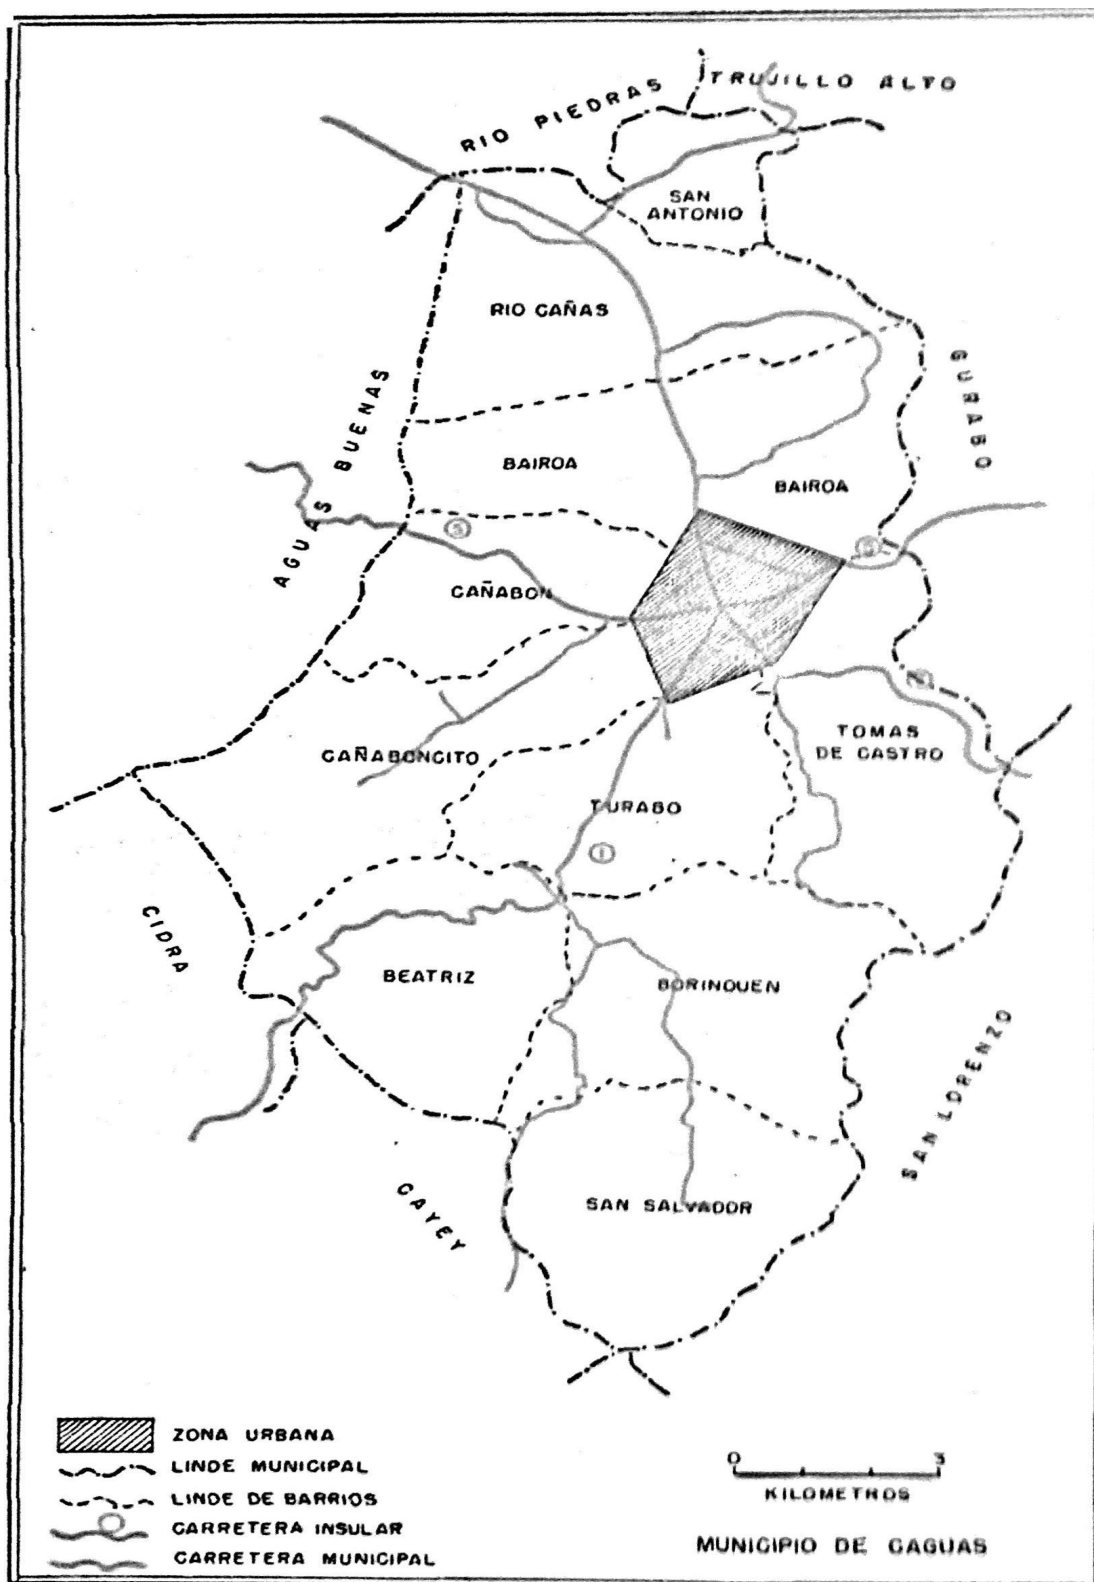 TRUJILLO ALTO
RIO PIEDRAS
SAN
ANTONIO
RIO CAÑAS
GURABO
AGUAS BUENAS
BAIROA
BAIROA
CAÑABON
TOMAS
DE CASTRO
CAÑABONCITO
TURABO
1
CIDRA
BEATRIZ
BORINQUEN
SAN LORENZO
CAYEY
SAN SALVADOR
ZONA URBANA
LINDE MUNICIPAL
LINDE DE BARRIOS
CARRETERA INSULAR
CARRETERA MUNICIPAL
0 3
KILOMETROS
MUNICIPIO DE CAGUAS